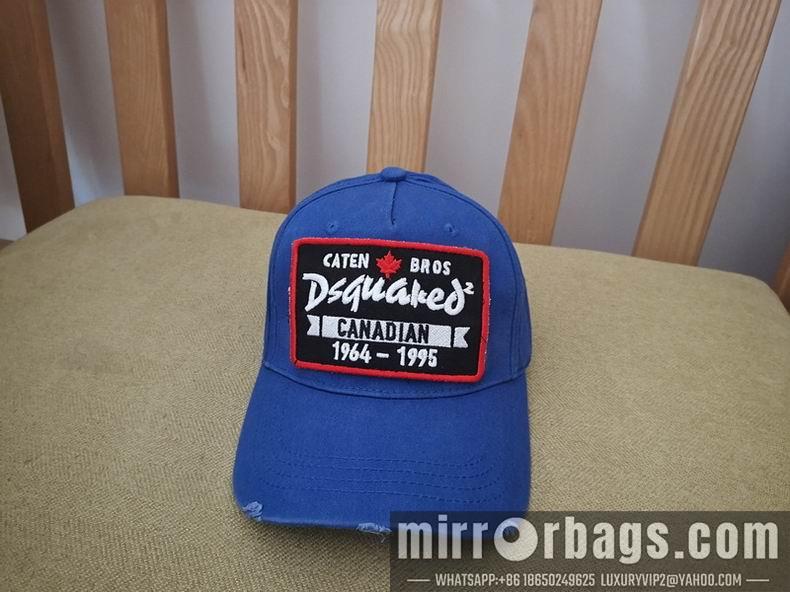 CATEN BROS
Dsquared2
CANADIAN
1964 - 1995
mirrorbags.com
WHATSAPP:+86 18650249625 LUXURYVIP2@YAHOO.COM